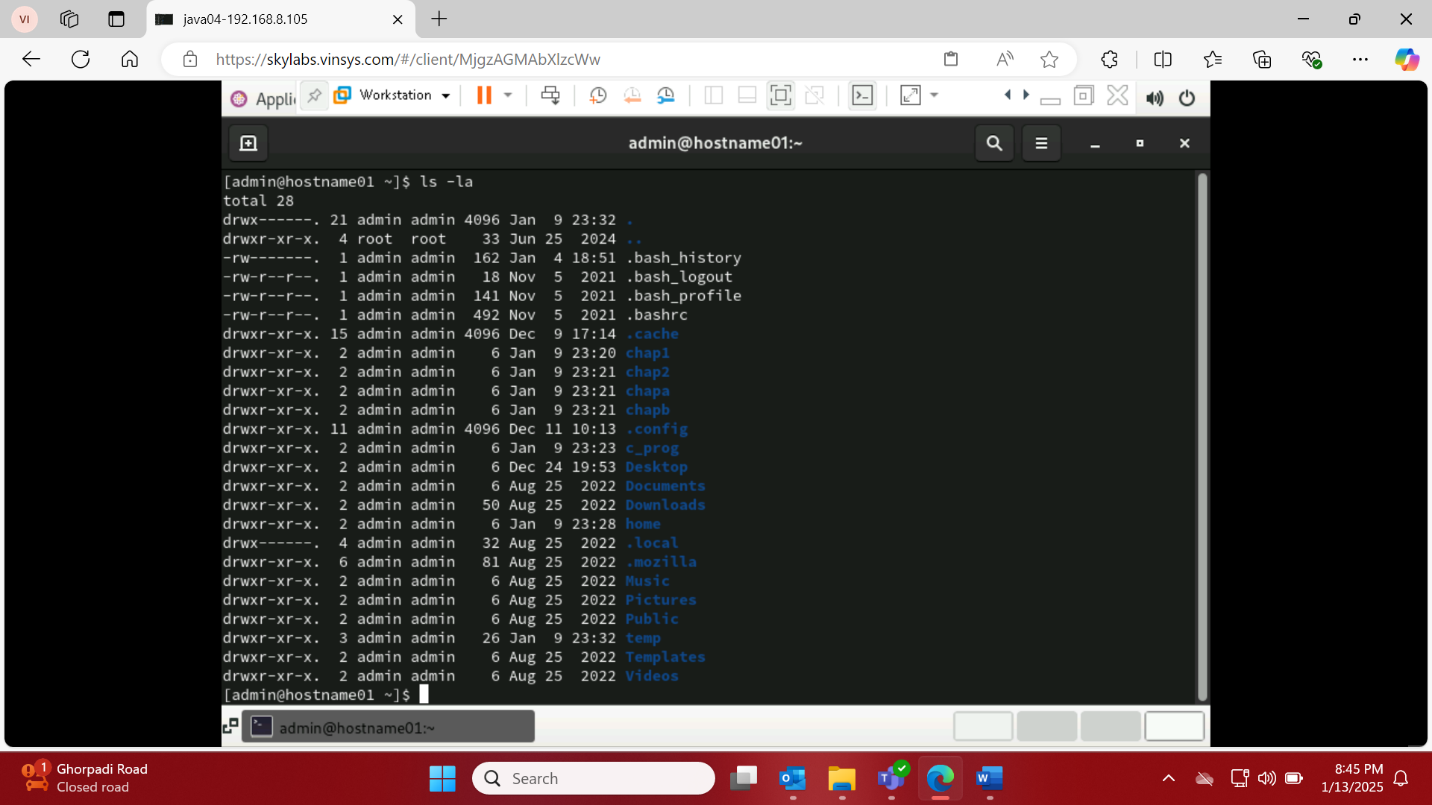 VI
java04-192.168.8.105
https://skylabs.vinsys.com/#/client/MjgzAGMAbXlzcWw
Appli
Workstation
admin@hostname01:~
[admin@hostname01 ~]$ ls -la
total 28
drwx------. 21 admin admin 4096 Jan  9 23:32 .
drwxr-xr-x.  4 root  root    33 Jun 25  2024 ..
-rw-------.  1 admin admin  162 Jan  4 18:51 .bash_history
-rw-r--r--.  1 admin admin   18 Nov  5  2021 .bash_logout
-rw-r--r--.  1 admin admin  141 Nov  5  2021 .bash_profile
-rw-r--r--.  1 admin admin  492 Nov  5  2021 .bashrc
drwxr-xr-x. 15 admin admin 4096 Dec  9 17:14 .cache
drwxr-xr-x.  2 admin admin    6 Jan  9 23:20 chap1
drwxr-xr-x.  2 admin admin    6 Jan  9 23:21 chap2
drwxr-xr-x.  2 admin admin    6 Jan  9 23:21 chapa
drwxr-xr-x.  2 admin admin    6 Jan  9 23:21 chapb
drwxr-xr-x. 11 admin admin 4096 Dec 11 10:13 .config
drwxr-xr-x.  2 admin admin    6 Jan  9 23:23 c_prog
drwxr-xr-x.  2 admin admin    6 Dec 24 19:53 Desktop
drwxr-xr-x.  2 admin admin    6 Aug 25  2022 Documents
drwxr-xr-x.  2 admin admin   50 Aug 25  2022 Downloads
drwxr-xr-x.  2 admin admin    6 Jan  9 23:28 home
drwx------.  4 admin admin   32 Aug 25  2022 .local
drwxr-xr-x.  6 admin admin   81 Aug 25  2022 .mozilla
drwxr-xr-x.  2 admin admin    6 Aug 25  2022 Music
drwxr-xr-x.  2 admin admin    6 Aug 25  2022 Pictures
drwxr-xr-x.  2 admin admin    6 Aug 25  2022 Public
drwxr-xr-x.  3 admin admin   26 Jan  9 23:32 temp
drwxr-xr-x.  2 admin admin    6 Aug 25  2022 Templates
drwxr-xr-x.  2 admin admin    6 Aug 25  2022 Videos
[admin@hostname01 ~]$
admin@hostname01:~
1
Ghorpadi Road
Closed road
Search
8:45 PM
1/13/2025